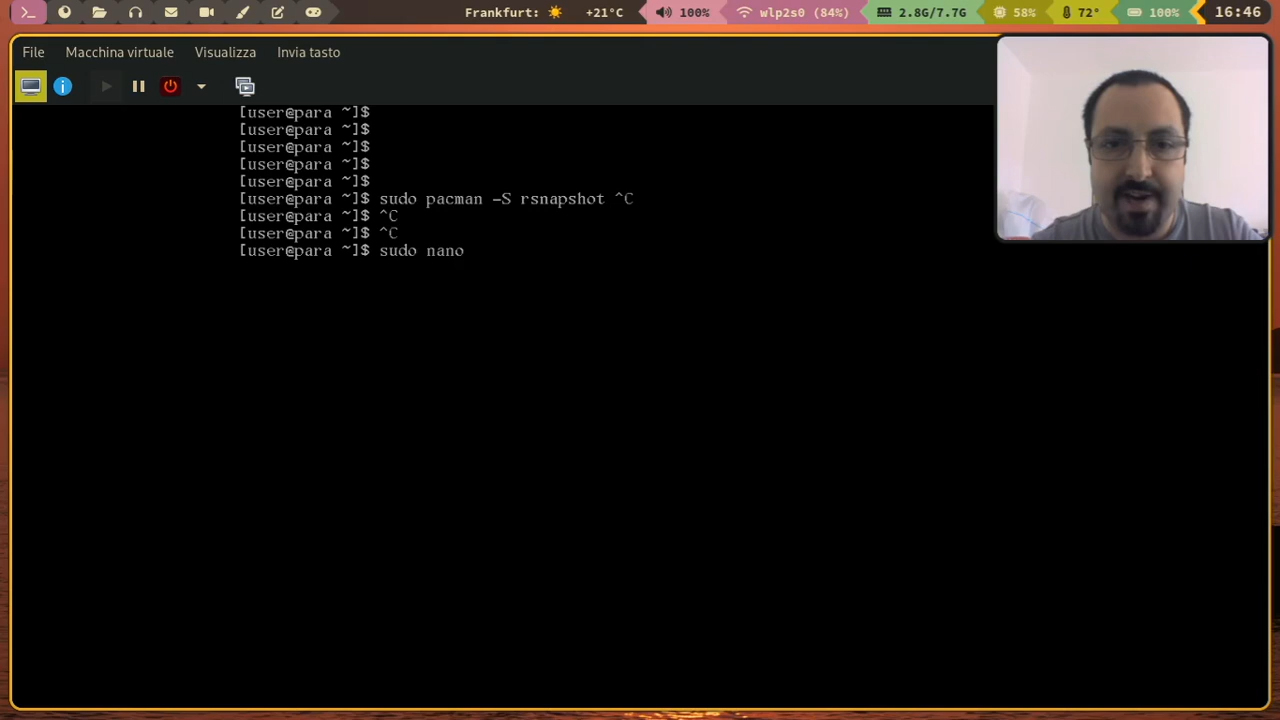 Frankfurt: +21°C 100% wlp2s0 (84%) 2.8G/7.7G 58% 72° 100% 16:46
File Macchina virtuale Visualizza Invia tasto
[user@para ~]$
[user@para ~]$
[user@para ~]$
[user@para ~]$
[user@para ~]$
[user@para ~]$ sudo pacman -S rsnapshot ^C
[user@para ~]$ ^C
[user@para ~]$ ^C
[user@para ~]$ sudo nano